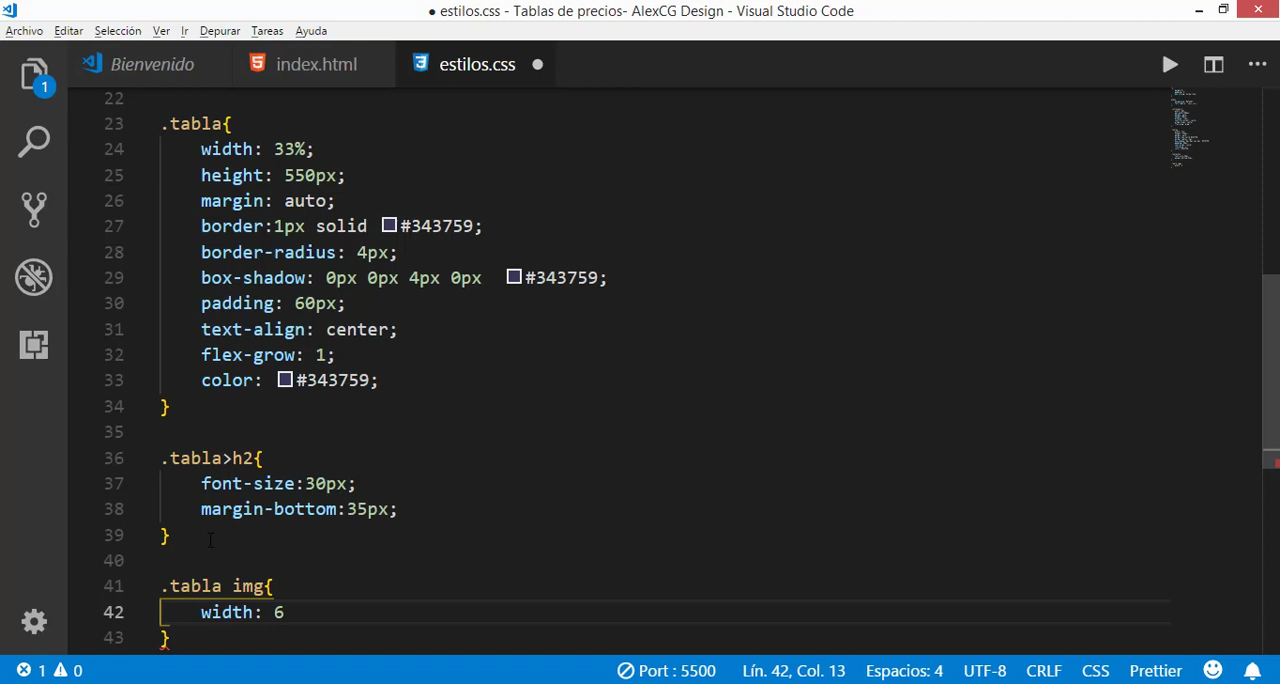 ● estilos.css - Tablas de precios- AlexCG Design - Visual Studio Code
Archivo Editar Selección Ver Ir Depurar Tareas Ayuda
Bienvenido index.html estilos.css
1
22
23 .tabla{
24 width: 33%;
25 height: 550px;
26 margin: auto;
27 border:1px solid #343759;
28 border-radius: 4px;
29 box-shadow: 0px 0px 4px 0px #343759;
30 padding: 60px;
31 text-align: center;
32 flex-grow: 1;
33 color: #343759;
34 }
35
36 .tabla>h2{
37 font-size:30px;
38 margin-bottom:35px;
39 }
40
41 .tabla img{
42 width: 6
43 }
1 0 Port : 5500 Lín. 42, Col. 13 Espacios: 4 UTF-8 CRLF CSS Prettier